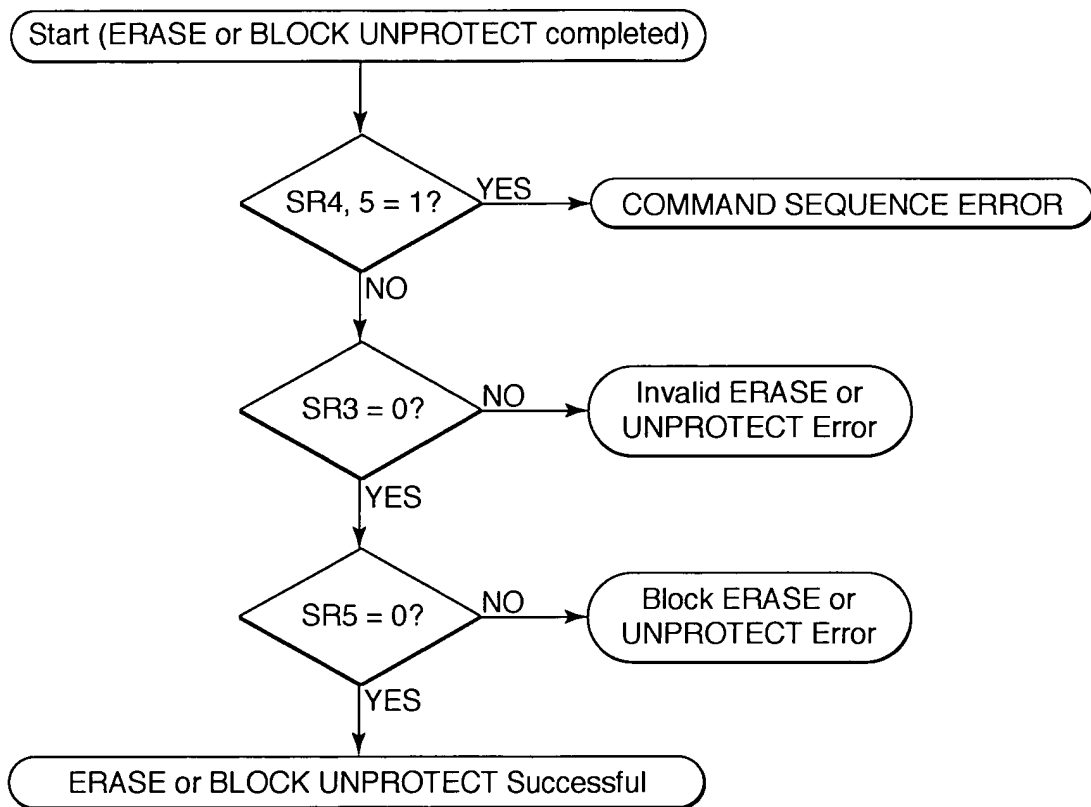 Start (ERASE or BLOCK UNPROTECT completed)
SR4, 5 = 1?
YES
COMMAND SEQUENCE ERROR
NO
SR3 = 0?
NO
Invalid ERASE or
UNPROTECT Error
YES
SR5 = 0?
NO
Block ERASE or
UNPROTECT Error
YES
ERASE or BLOCK UNPROTECT Successful